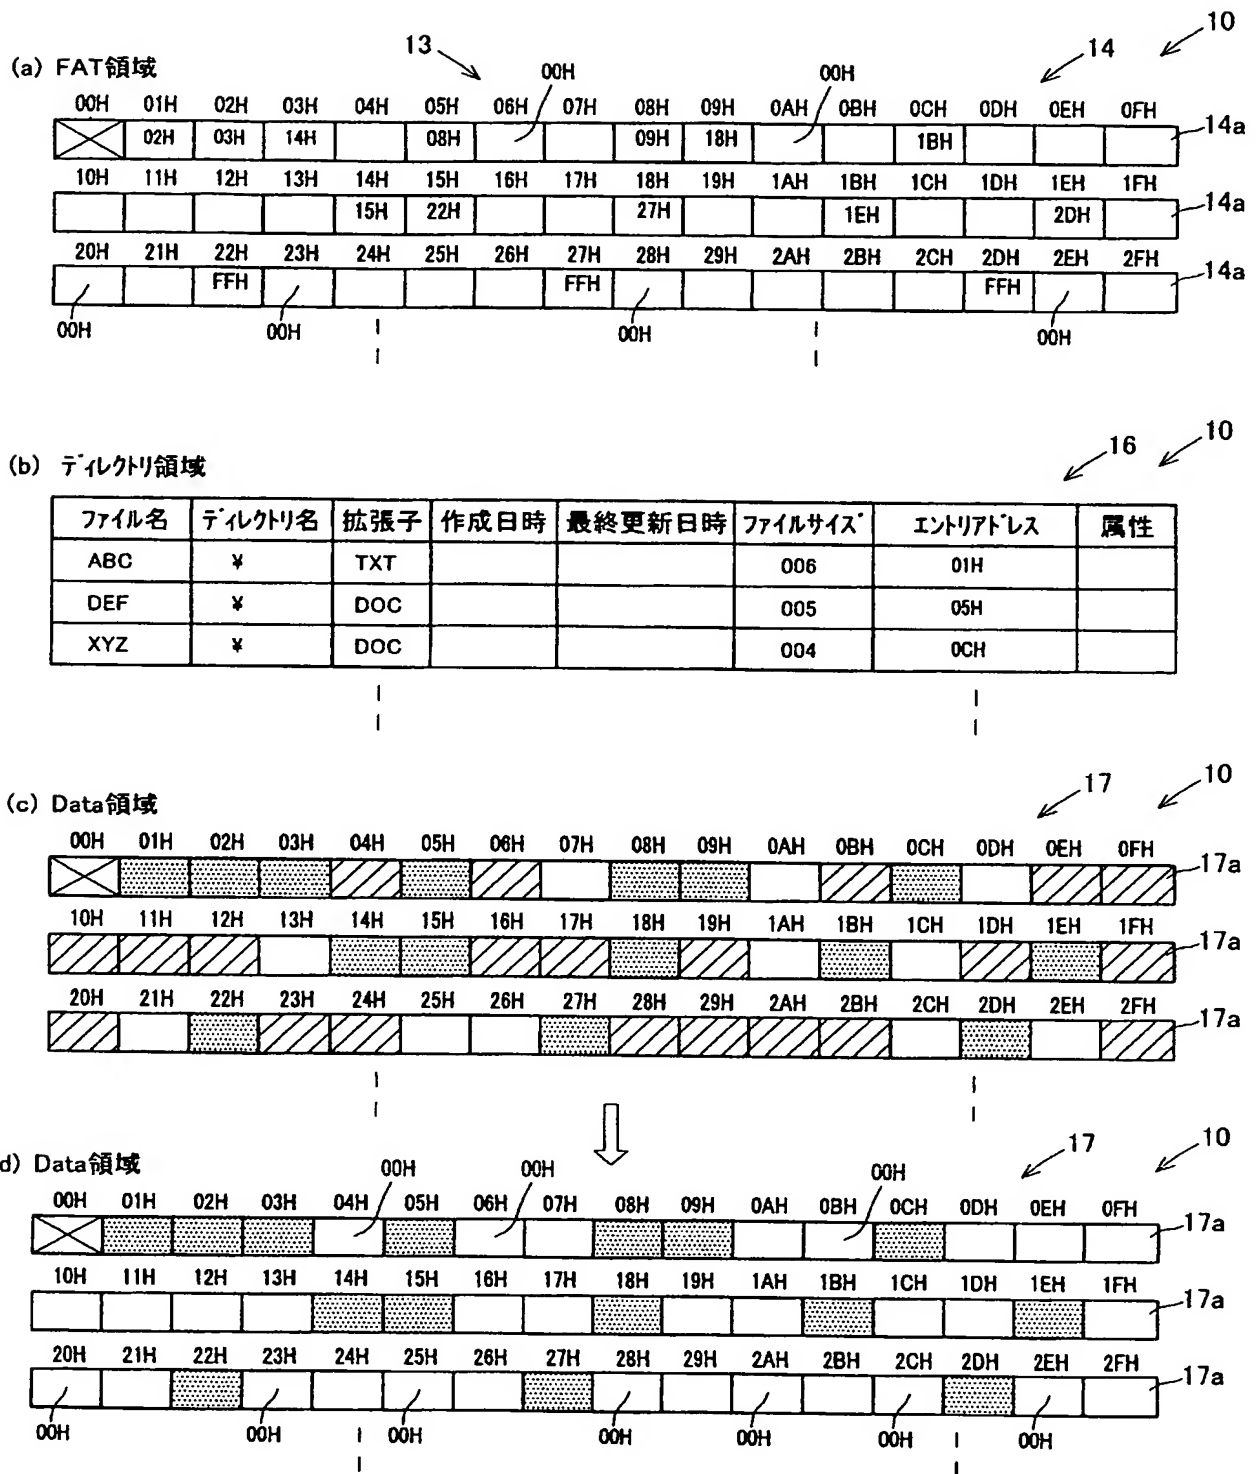 10
13
14
(a) FAT領域
00H
00H
00H 01H 02H 03H 04H 05H 06H 07H 08H 09H 0AH 0BH 0CH 0DH 0EH 0FH
02H 03H 14H 08H 09H 18H 1BH
14a
10H 11H 12H 13H 14H 15H 16H 17H 18H 19H 1AH 1BH 1CH 1DH 1EH 1FH
15H 22H 27H 1EH 2DH
14a
20H 21H 22H 23H 24H 25H 26H 27H 28H 29H 2AH 2BH 2CH 2DH 2EH 2FH
FFH FFH FFH
14a
00H 00H 00H 00H
10
16
(b) ディレクトリ領域
ファイル名 ディレクトリ名 拡張子 作成日時 最終更新日時 ファイルサイズ エントリアドレス 属性
ABC ¥ TXT 006 01H
DEF ¥ DOC 005 05H
XYZ ¥ DOC 004 0CH
10
17
(c) Data領域
00H 01H 02H 03H 04H 05H 06H 07H 08H 09H 0AH 0BH 0CH 0DH 0EH 0FH
17a
10H 11H 12H 13H 14H 15H 16H 17H 18H 19H 1AH 1BH 1CH 1DH 1EH 1FH
17a
20H 21H 22H 23H 24H 25H 26H 27H 28H 29H 2AH 2BH 2CH 2DH 2EH 2FH
17a
10
17
d) Data領域
00H 00H 00H
00H 01H 02H 03H 04H 05H 06H 07H 08H 09H 0AH 0BH 0CH 0DH 0EH 0FH
17a
10H 11H 12H 13H 14H 15H 16H 17H 18H 19H 1AH 1BH 1CH 1DH 1EH 1FH
17a
20H 21H 22H 23H 24H 25H 26H 27H 28H 29H 2AH 2BH 2CH 2DH 2EH 2FH
17a
00H 00H 00H 00H 00H 00H 00H